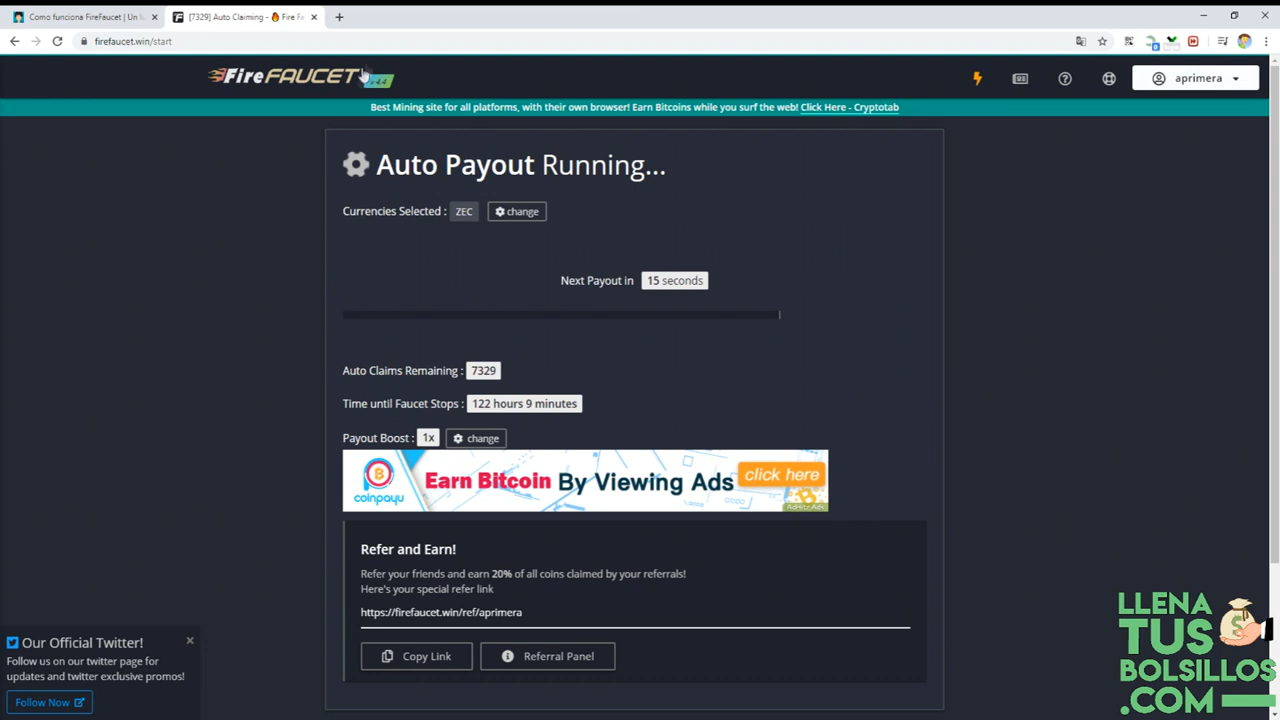 Como funciona FireFaucet | Un
[7329] Auto Claiming - 🔥 Fire F
firefaucet.win/start
FireFAUCET v4.4
aprimera
Best Mining site for all platforms, with their own browser! Earn Bitcoins while you surf the web! Click Here - Cryptotab
Auto Payout Running...
Currencies Selected : ZEC change
Next Payout in 15 seconds
Auto Claims Remaining : 7329
Time until Faucet Stops : 122 hours 9 minutes
Payout Boost : 1x change
coinpayu
Earn Bitcoin By Viewing Ads
click here
AdHitz Ads
Refer and Earn!
Refer your friends and earn 20% of all coins claimed by your referrals!
Here's your special refer link
https://firefaucet.win/ref/aprimera
Copy Link
Referral Panel
Our Official Twitter!
Follow us on our twitter page for
updates and twitter exclusive promos!
Follow Now
LLENA
TUS
BOLSILLOS
.COM